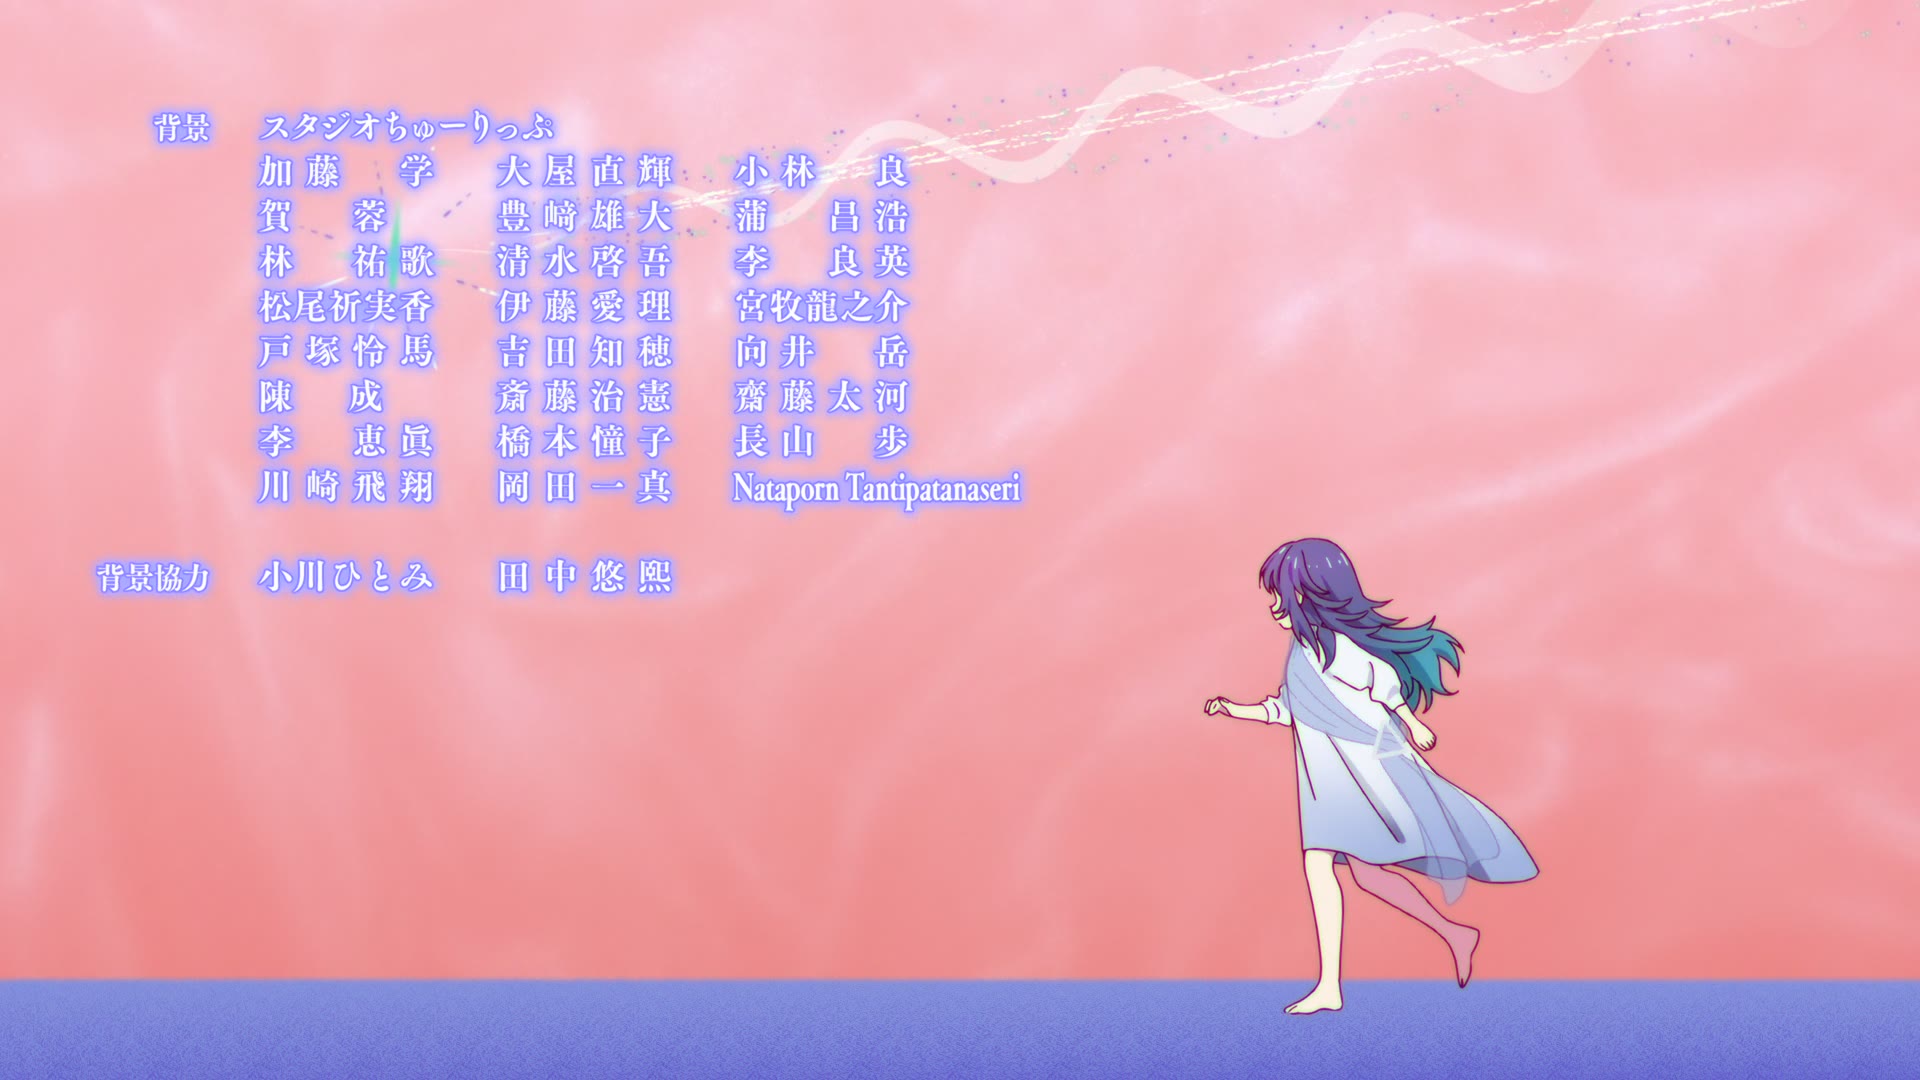 背景 スタジオちゅーりっぷ
加藤 学 大屋直輝 小林 良
賀 蓉 豊﨑雄大 蒲 昌浩
林 祐歌 清水啓吾 李 良英
松尾祈実香 伊藤愛理 宮牧龍之介
戸塚怜馬 吉田知穂 向井 岳
陳 成 斎藤治憲 齋藤太河
李 恵眞 橋本憧子 長山 歩
川崎飛翔 岡田一真 Nataporn Tantipatanaseri
背景協力 小川ひとみ 田中悠熙